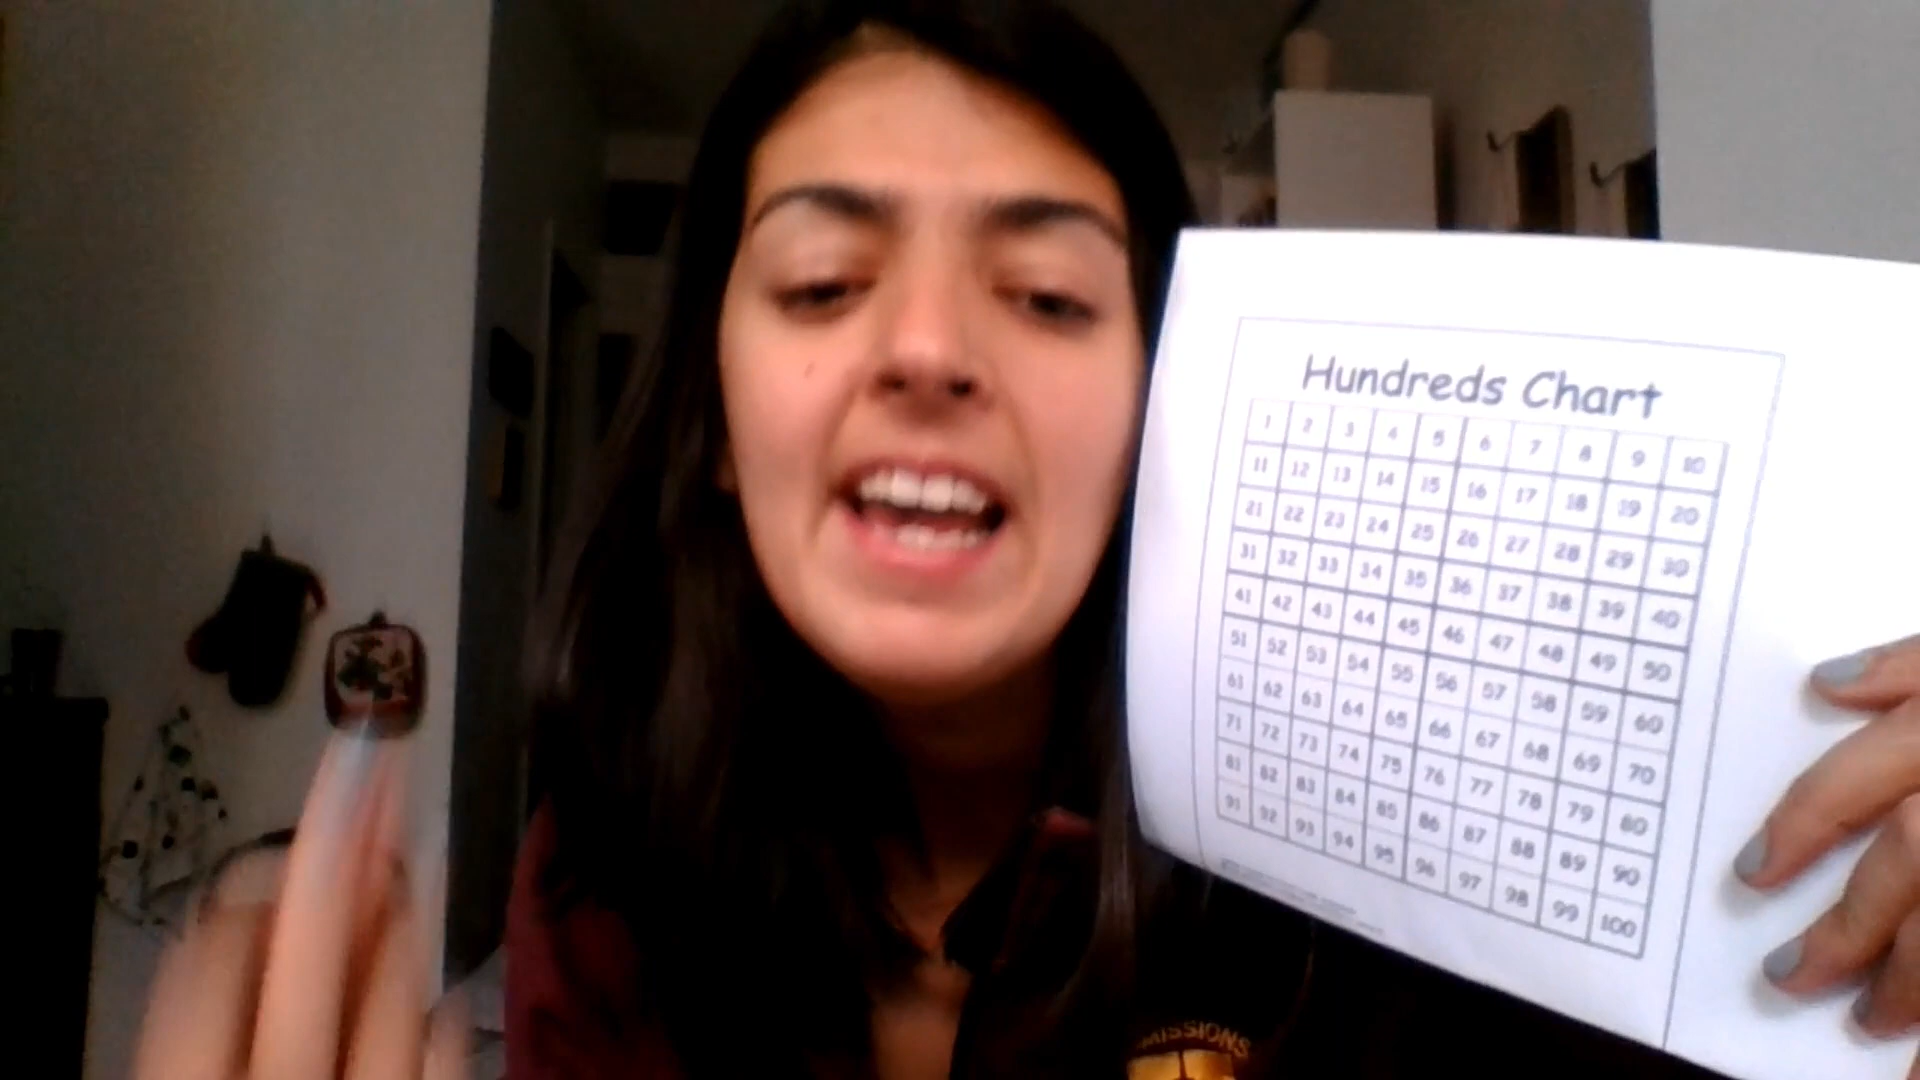 Hundreds Chart
1 2 3 4 5 6 7 8 9 10
11 12 13 14 15 16 17 18 19 20
21 22 23 24 25 26 27 28 29 30
31 32 33 34 35 36 37 38 39 40
41 42 43 44 45 46 47 48 49 50
51 52 53 54 55 56 57 58 59 60
61 62 63 64 65 66 67 68 69 70
71 72 73 74 75 76 77 78 79 80
81 82 83 84 85 86 87 88 89 90
91 92 93 94 95 96 97 98 99 100
MISSIONS